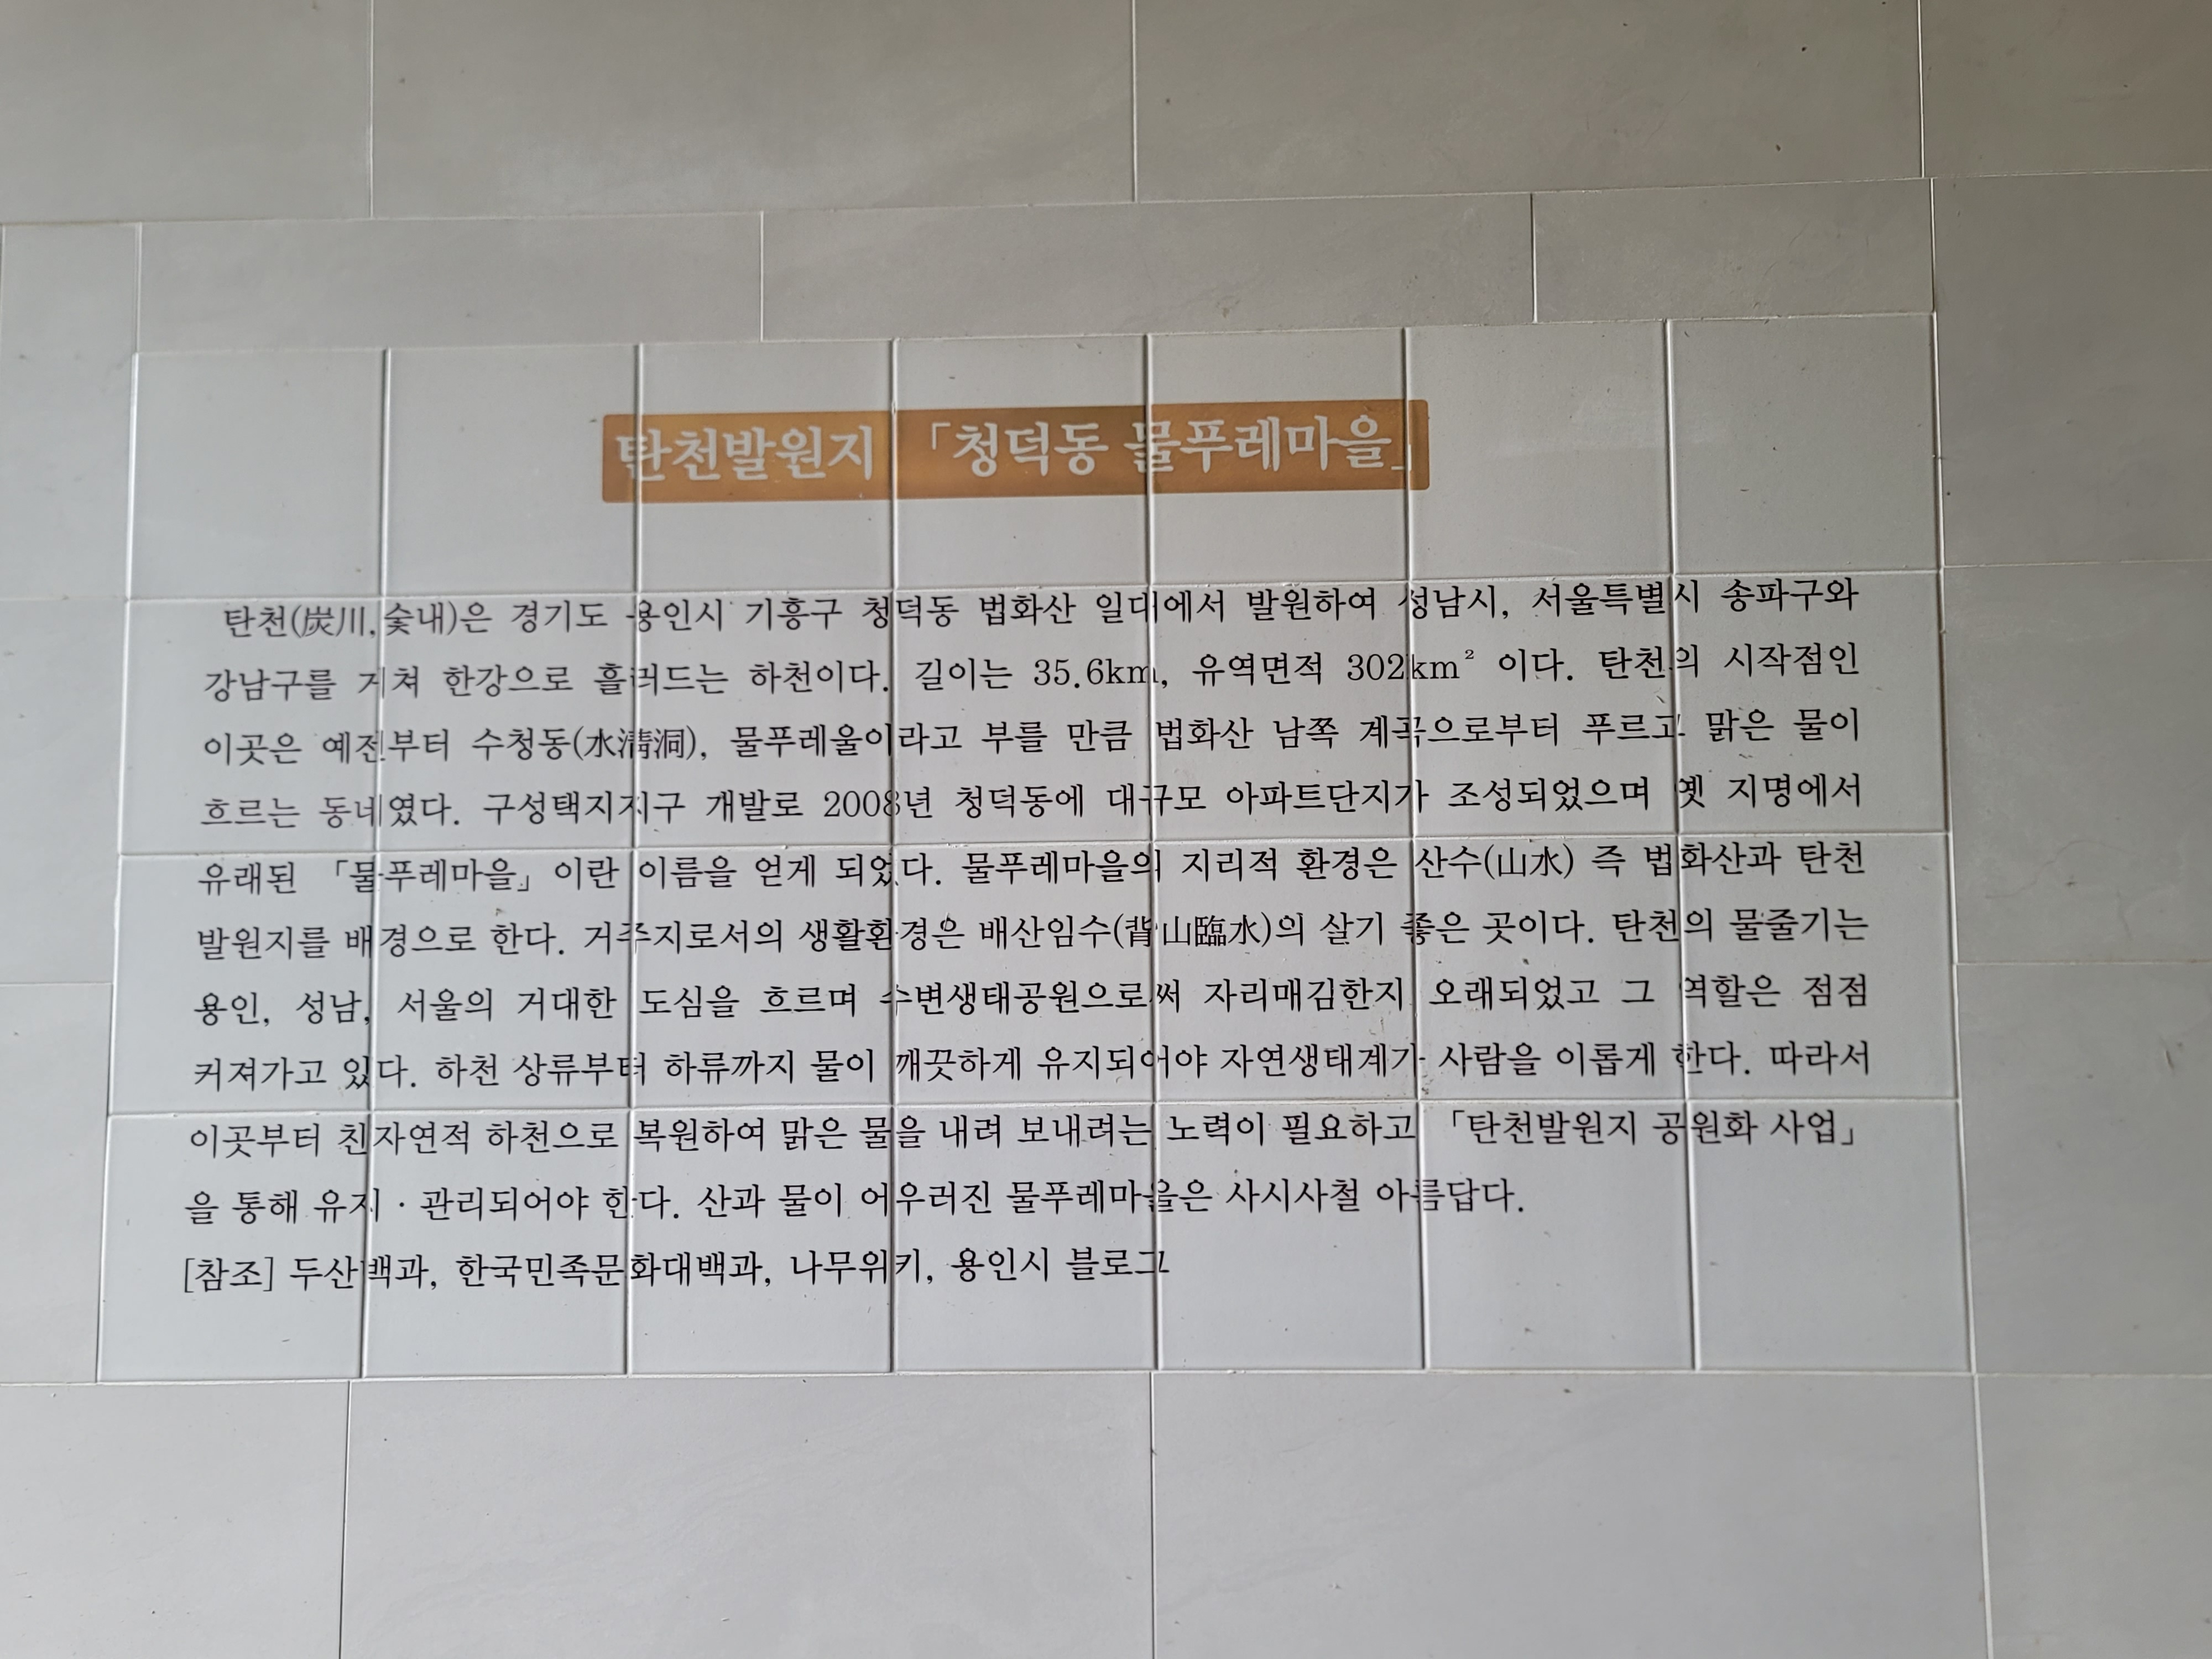 탄천발원지 「청덕동 물푸레마을」
탄천(炭川,숯내)은 경기도 용인시 기흥구 청덕동 법화산 일대에서 발원하여 성남시, 서울특별시 송파구와
강남구를 거쳐 한강으로 흘러드는 하천이다. 길이는 35.6km, 유역면적 302km² 이다. 탄천의 시작점인
이곳은 예전부터 수청동(水淸洞), 물푸레울이라고 부를 만큼 법화산 남쪽 계곡으로부터 푸르고 맑은 물이
흐르는 동네였다. 구성택지지구 개발로 2008년 청덕동에 대규모 아파트단지가 조성되었으며 옛 지명에서
유래된 「물푸레마을」이란 이름을 얻게 되었다. 물푸레마을의 지리적 환경은 산수(山水) 즉 법화산과 탄천
발원지를 배경으로 한다. 거주지로서의 생활환경은 배산임수(背山臨水)의 살기 좋은 곳이다. 탄천의 물줄기는
용인, 성남, 서울의 거대한 도심을 흐르며 수변생태공원으로써 자리매김한지 오래되었고 그 역할은 점점
커져가고 있다. 하천 상류부터 하류까지 물이 깨끗하게 유지되어야 자연생태계가 사람을 이롭게 한다. 따라서
이곳부터 친자연적 하천으로 복원하여 맑은 물을 내려 보내려는 노력이 필요하고 「탄천발원지 공원화 사업」
을 통해 유지 · 관리되어야 한다. 산과 물이 어우러진 물푸레마을은 사시사철 아름답다.
[참조] 두산백과, 한국민족문화대백과, 나무위키, 용인시 블로그